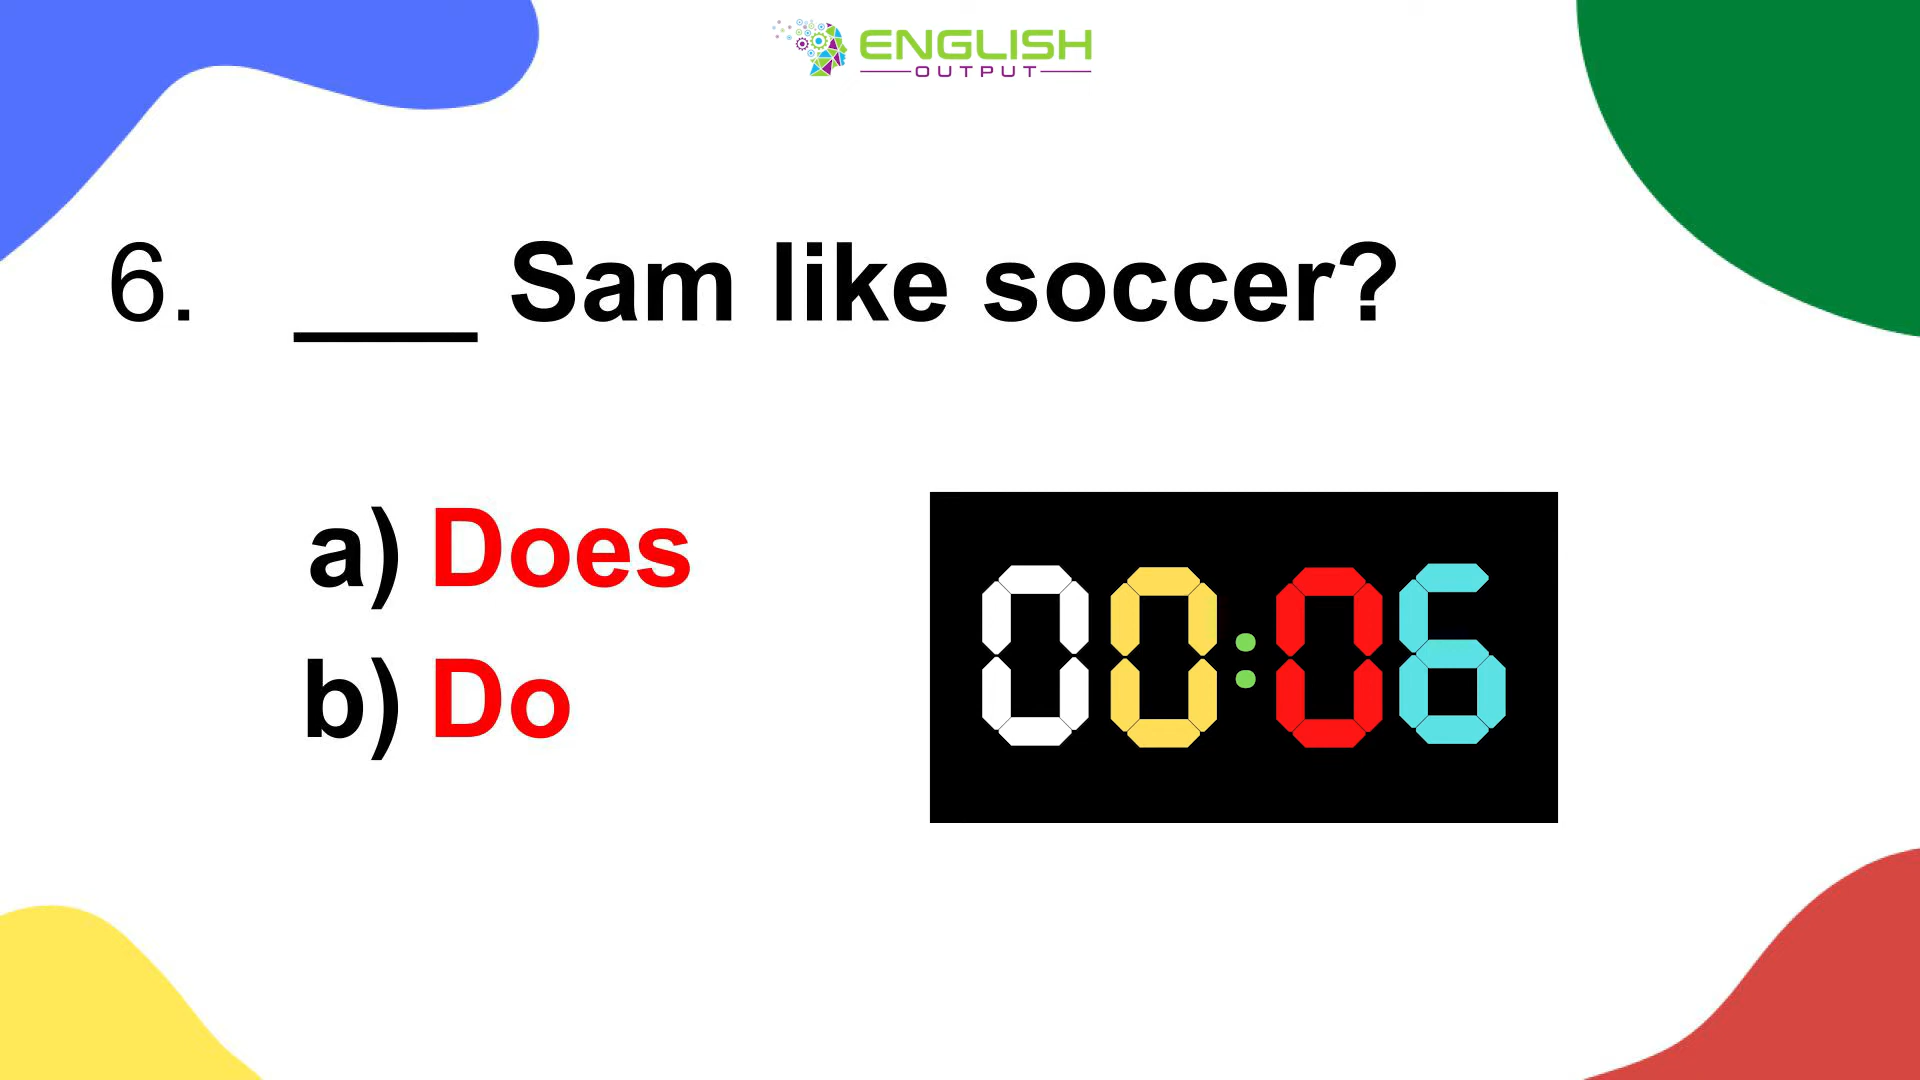 ENGLISH
OUTPUT
6. ___ Sam like soccer?
a) Does
b) Do
00:06